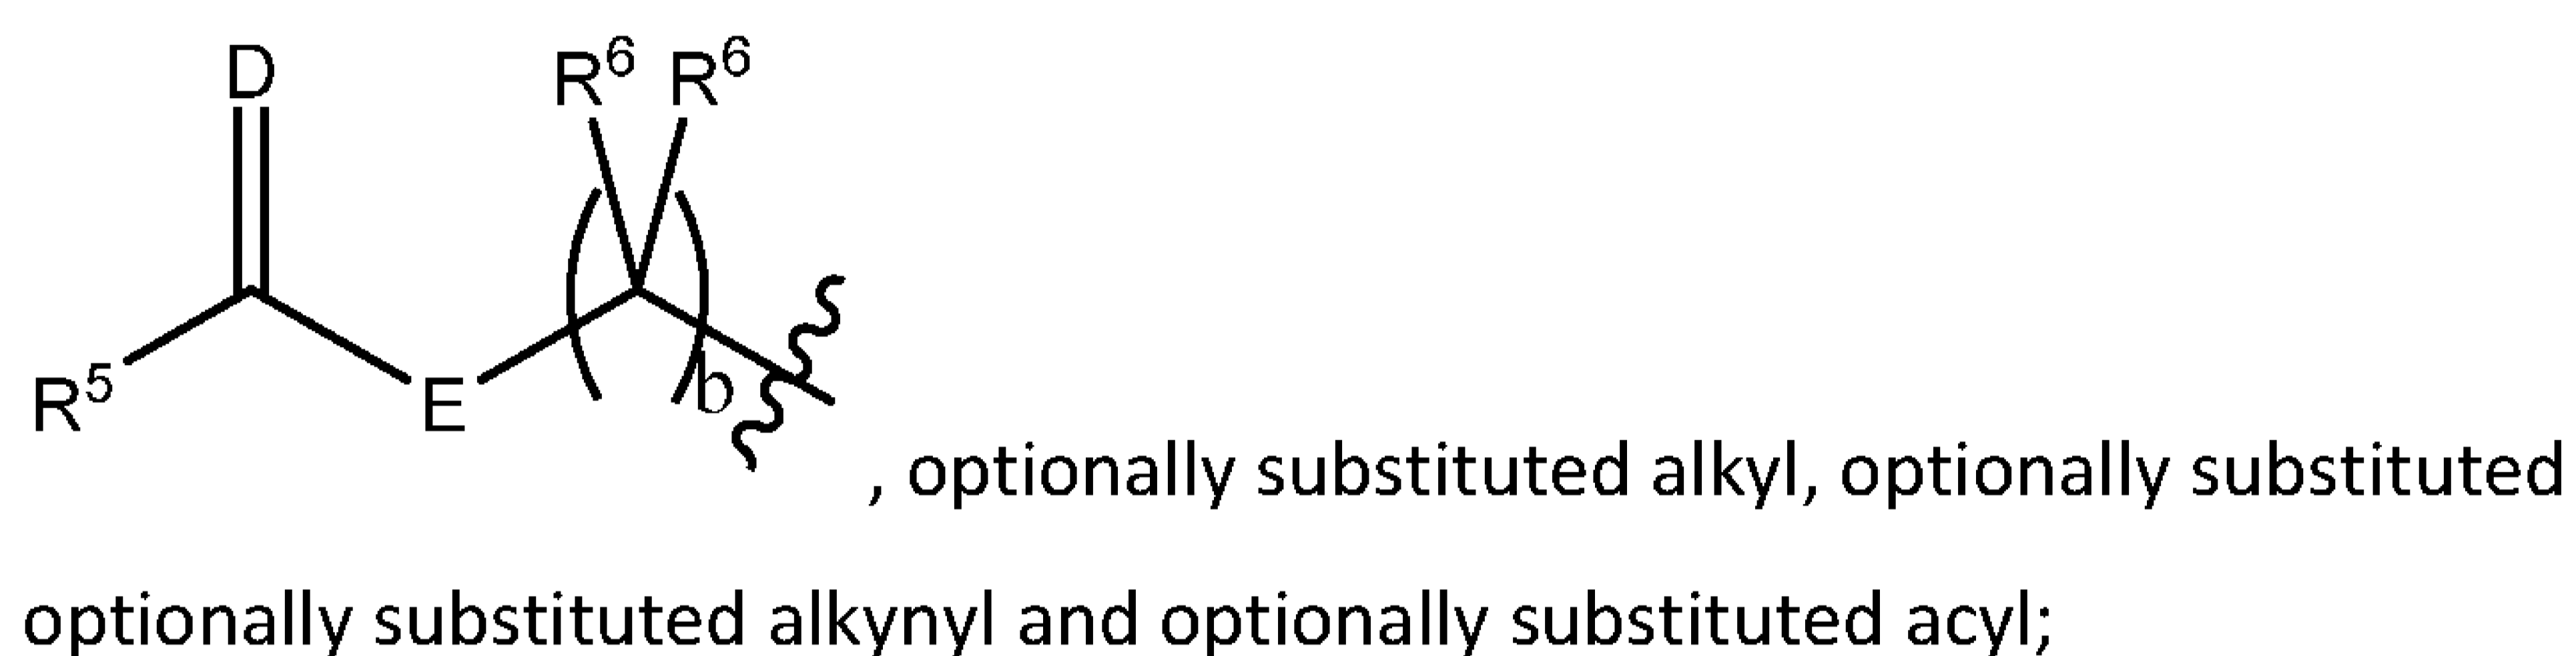 D
R⁶ R⁶
R⁵ E b
, optionally substituted alkyl, optionally substituted
optionally substituted alkynyl and optionally substituted acyl;